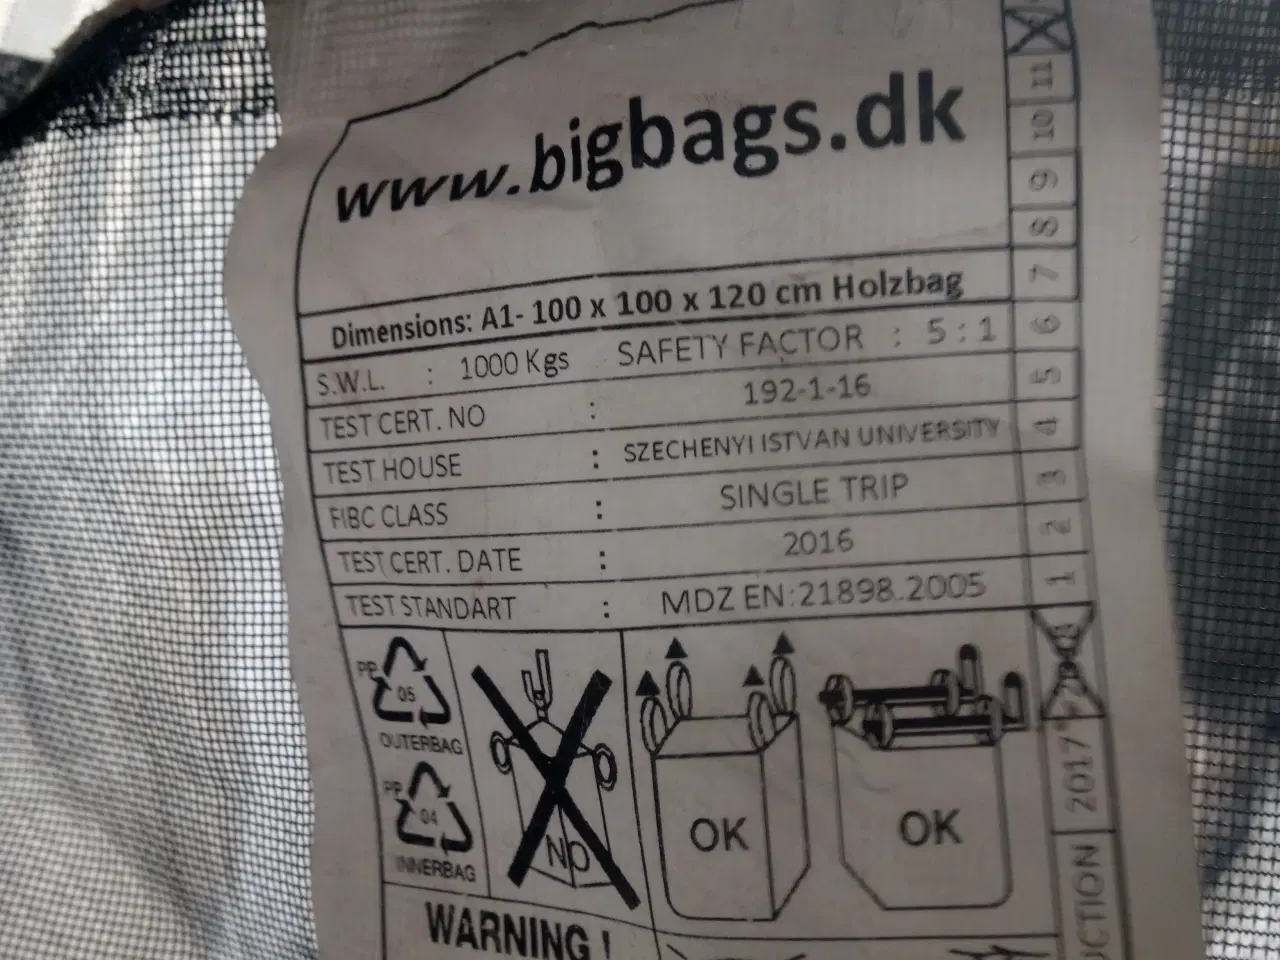 www.bigbags.dk
Dimensions: A1- 100 x 100 x 120 cm Holzbag
S.W.L. : 1000 Kgs SAFETY FACTOR : 5 : 1
TEST CERT. NO : 192-1-16
TEST HOUSE : SZECHENYI ISTVAN UNIVERSITY
FIBC CLASS : SINGLE TRIP
TEST CERT. DATE : 2016
TEST STANDART : MDZ EN:21898.2005
PP
05
OUTERBAG
PP
04
INNERBAG
NO
OK
OK
WARNING !
11
10
9
8
7
6
5
4
3
2
1
2017